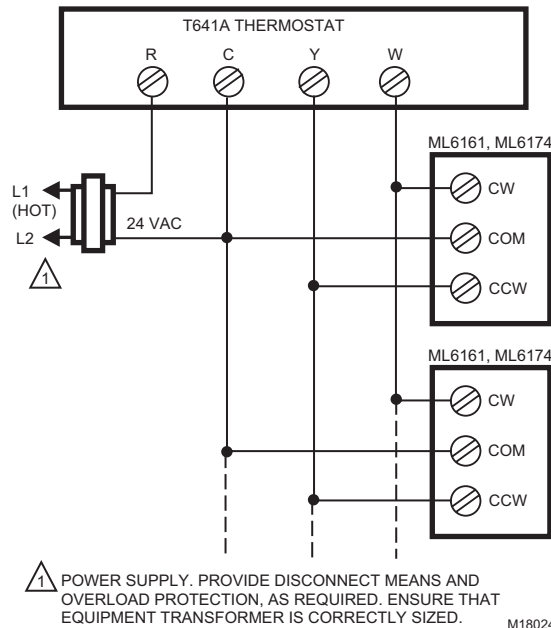 T641A THERMOSTAT
R C Y W
ML6161, ML6174
L1
(HOT)
L2
24 VAC
1
CW
COM
CCW
ML6161, ML6174
CW
COM
CCW
1 POWER SUPPLY. PROVIDE DISCONNECT MEANS AND
OVERLOAD PROTECTION, AS REQUIRED. ENSURE THAT
EQUIPMENT TRANSFORMER IS CORRECTLY SIZED.
M18024